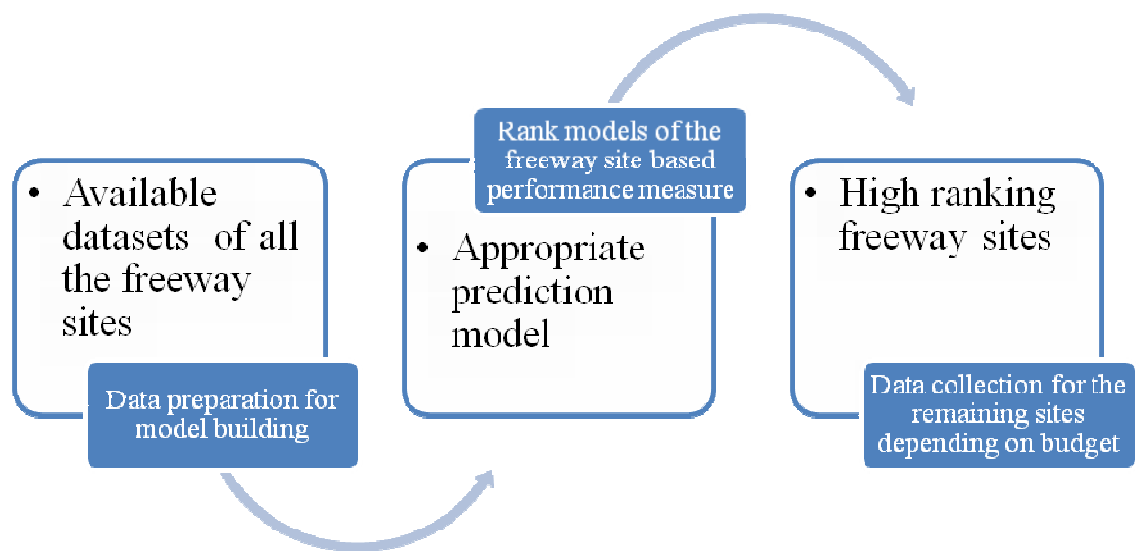 • Available
datasets of all
the freeway
sites
Data preparation for
model building
Rank models of the
freeway site based
performance measure
• Appropriate
prediction
model
• High ranking
freeway sites
Data collection for the
remaining sites
depending on budget